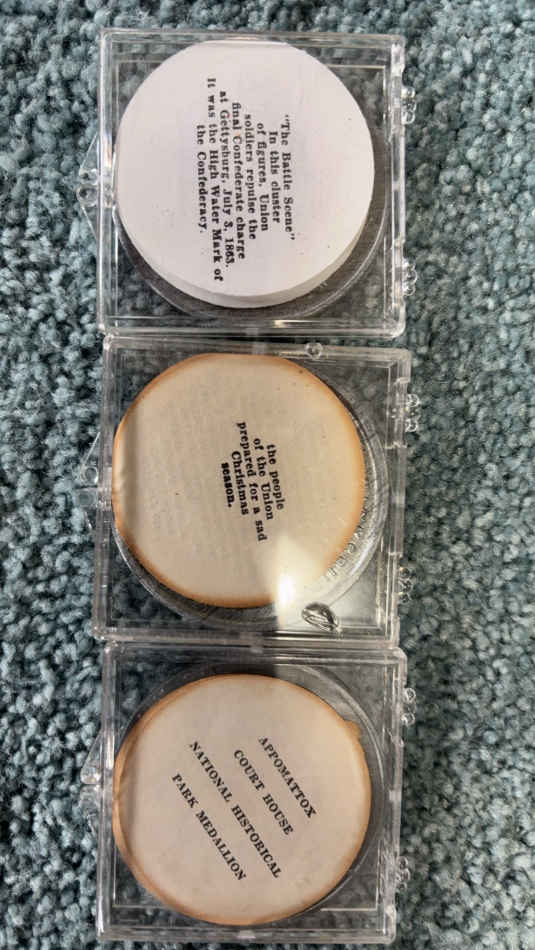 "The Battle Scene"
In this cluster
of figures, Union
soldiers repulse the
final Confederate charge
at Gettysburg, July 3, 1863.
It was the High Water Mark of
the Confederacy.
the people
of the Union
prepared for a sad
Christmas
season.
APPOMATTOX
COURT HOUSE
NATIONAL HISTORICAL
PARK MEDALLION